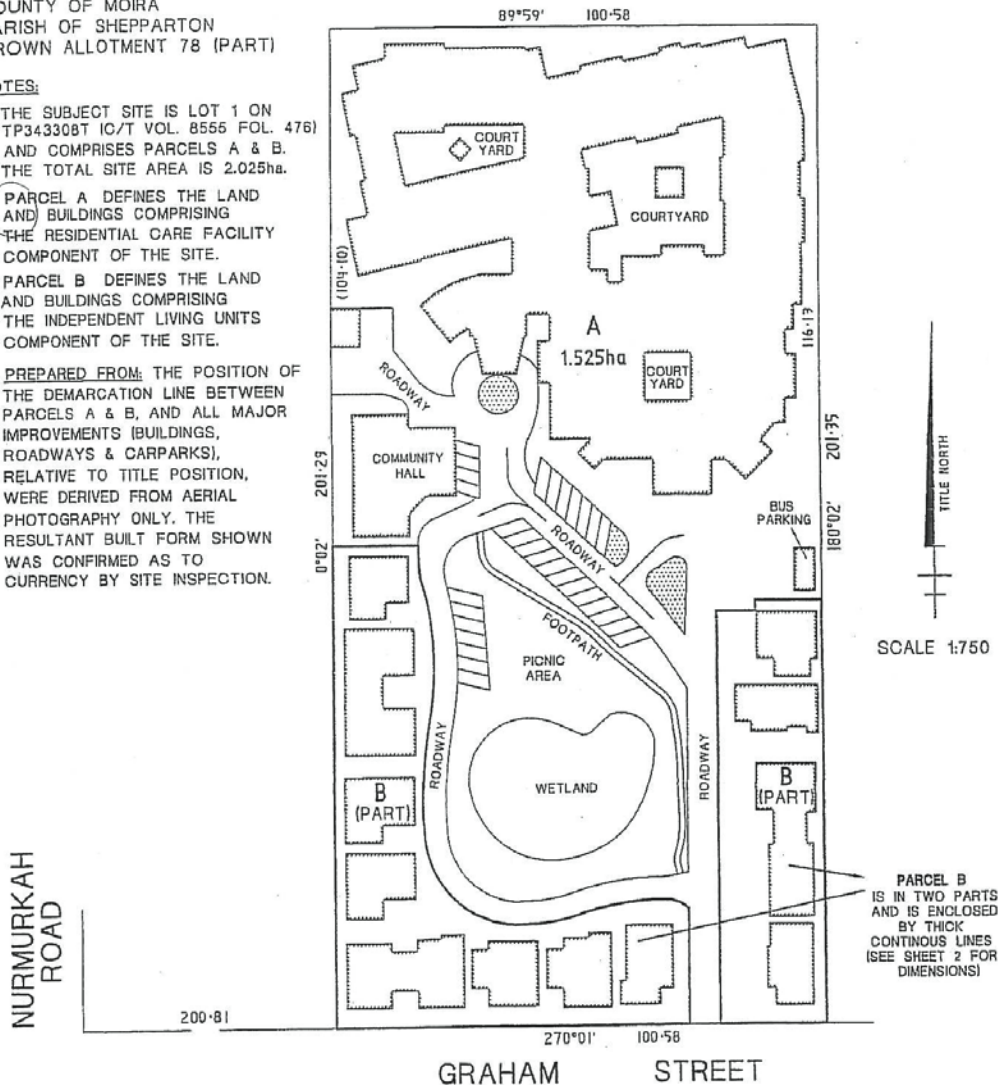 OUNTY OF MOIRA
ARISH OF SHEPPARTON
ROWN ALLOTMENT 78 (PART)
OTES:
THE SUBJECT SITE IS LOT 1 ON
TP343308T (C/T VOL. 8555 FOL. 476)
AND COMPRISES PARCELS A & B.
THE TOTAL SITE AREA IS 2.025ha.
PARCEL A DEFINES THE LAND
AND BUILDINGS COMPRISING
THE RESIDENTIAL CARE FACILITY
COMPONENT OF THE SITE.
PARCEL B DEFINES THE LAND
AND BUILDINGS COMPRISING
THE INDEPENDENT LIVING UNITS
COMPONENT OF THE SITE.
PREPARED FROM: THE POSITION OF
THE DEMARCATION LINE BETWEEN
PARCELS A & B, AND ALL MAJOR
IMPROVEMENTS (BUILDINGS,
ROADWAYS & CARPARKS),
RELATIVE TO TITLE POSITION,
WERE DERIVED FROM AERIAL
PHOTOGRAPHY ONLY. THE
RESULTANT BUILT FORM SHOWN
WAS CONFIRMED AS TO
CURRENCY BY SITE INSPECTION.
89°59' 100·58
COURT
YARD
COURTYARD
(104·10)
A
1.525ha
116·13
COURT
YARD
ROADWAY
COMMUNITY
HALL
201·29
0°02'
201·35
180°02'
BUS
PARKING
ROADWAY
FOOTPATH
PICNIC
AREA
ROADWAY
WETLAND
ROADWAY
B
(PART)
B
(PART)
TITLE NORTH
SCALE 1:750
PARCEL B
IS IN TWO PARTS
AND IS ENCLOSED
BY THICK
CONTINOUS LINES
(SEE SHEET 2 FOR
DIMENSIONS)
NURMURKAH
ROAD
200·81
270°01' 100·58
GRAHAM STREET